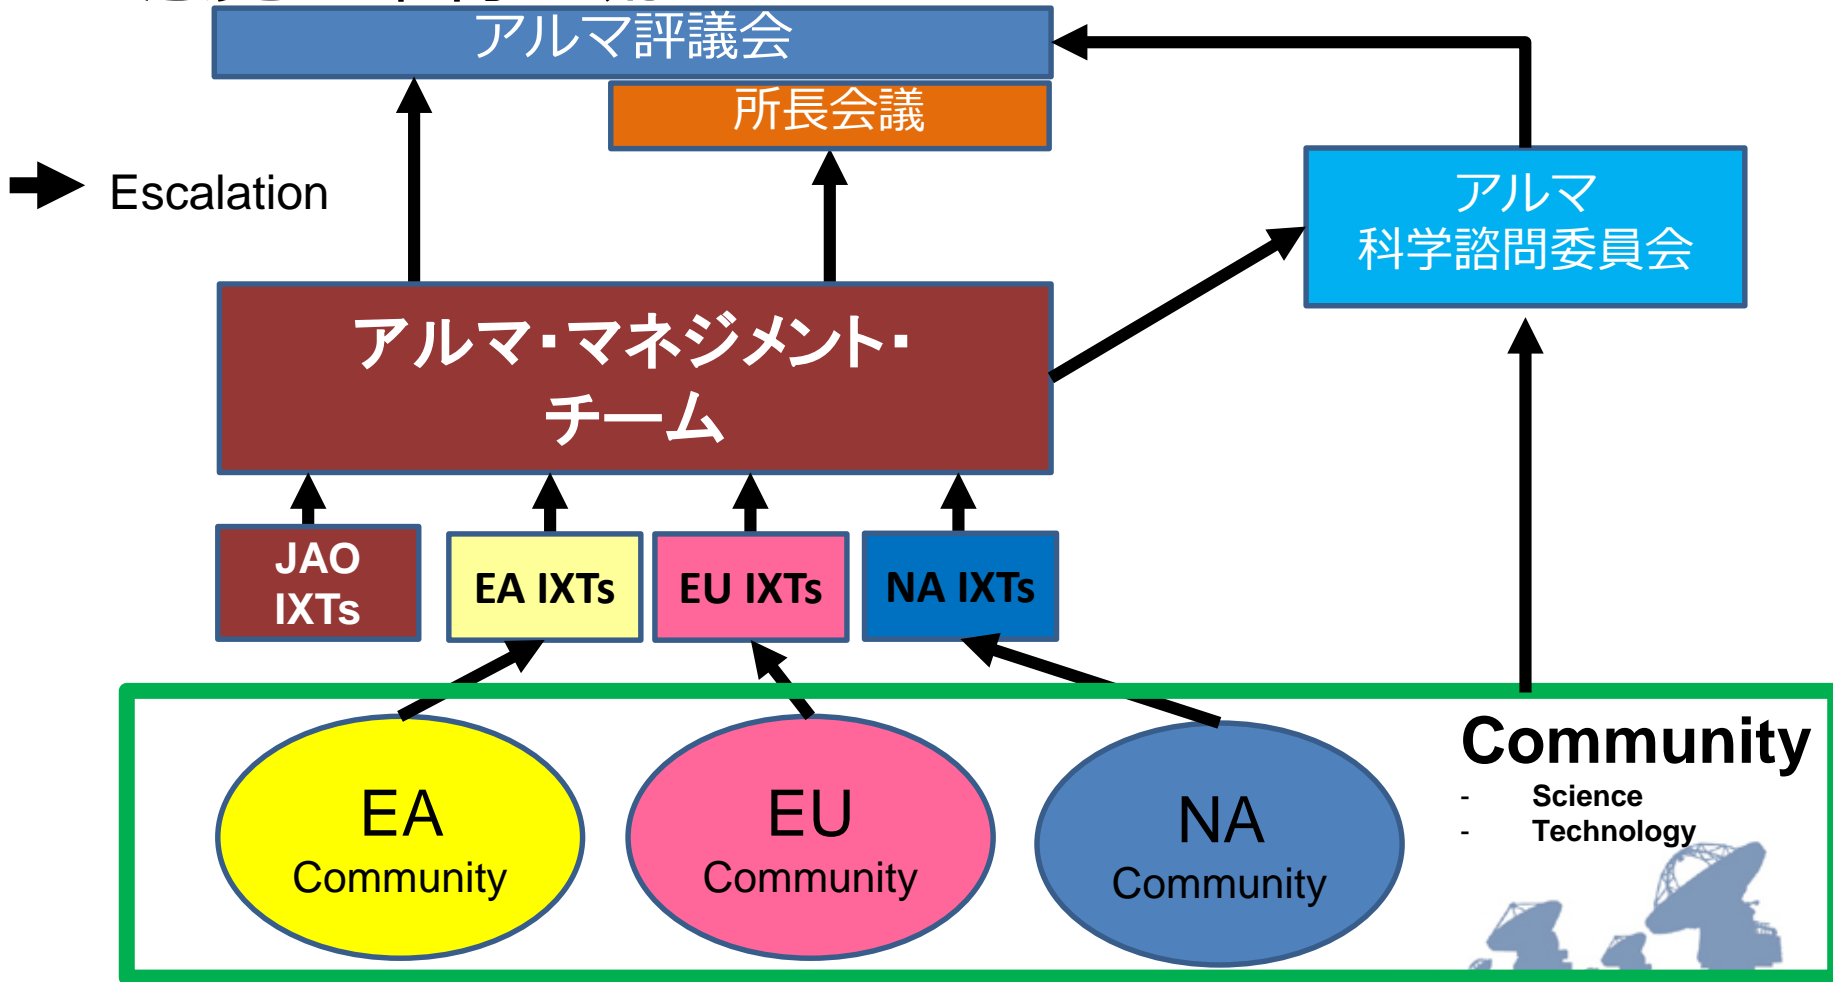 アルマ評議会
所長会議
Escalation
アルマ
科学諮問委員会
アルマ・マネジメント・
チーム
JAO
IXTs
EA IXTs
EU IXTs
NA IXTs
Community
- Science
- Technology
EA
Community
EU
Community
NA
Community